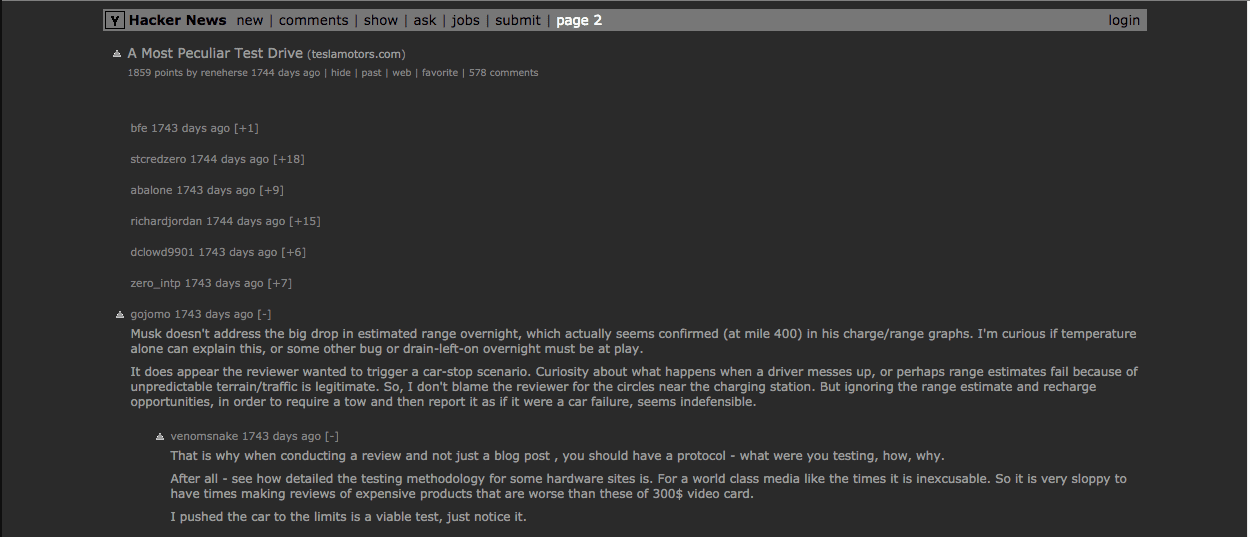 Y Hacker News new | comments | show | ask | jobs | submit | page 2 login
A Most Peculiar Test Drive (teslamotors.com)
1859 points by reneherse 1744 days ago | hide | past | web | favorite | 578 comments
bfe 1743 days ago [+1]
stcredzero 1744 days ago [+18]
abalone 1743 days ago [+9]
richardjordan 1744 days ago [+15]
dclowd9901 1743 days ago [+6]
zero_intp 1743 days ago [+7]
gojomo 1743 days ago [-]
Musk doesn't address the big drop in estimated range overnight, which actually seems confirmed (at mile 400) in his charge/range graphs. I'm curious if temperature
alone can explain this, or some other bug or drain-left-on overnight must be at play.
It does appear the reviewer wanted to trigger a car-stop scenario. Curiosity about what happens when a driver messes up, or perhaps range estimates fail because of
unpredictable terrain/traffic is legitimate. So, I don't blame the reviewer for the circles near the charging station. But ignoring the range estimate and recharge
opportunities, in order to require a tow and then report it as if it were a car failure, seems indefensible.
venomsnake 1743 days ago [-]
That is why when conducting a review and not just a blog post , you should have a protocol - what were you testing, how, why.
After all - see how detailed the testing methodology for some hardware sites is. For a world class media like the times it is inexcusable. So it is very sloppy to
have times making reviews of expensive products that are worse than these of 300$ video card.
I pushed the car to the limits is a viable test, just notice it.